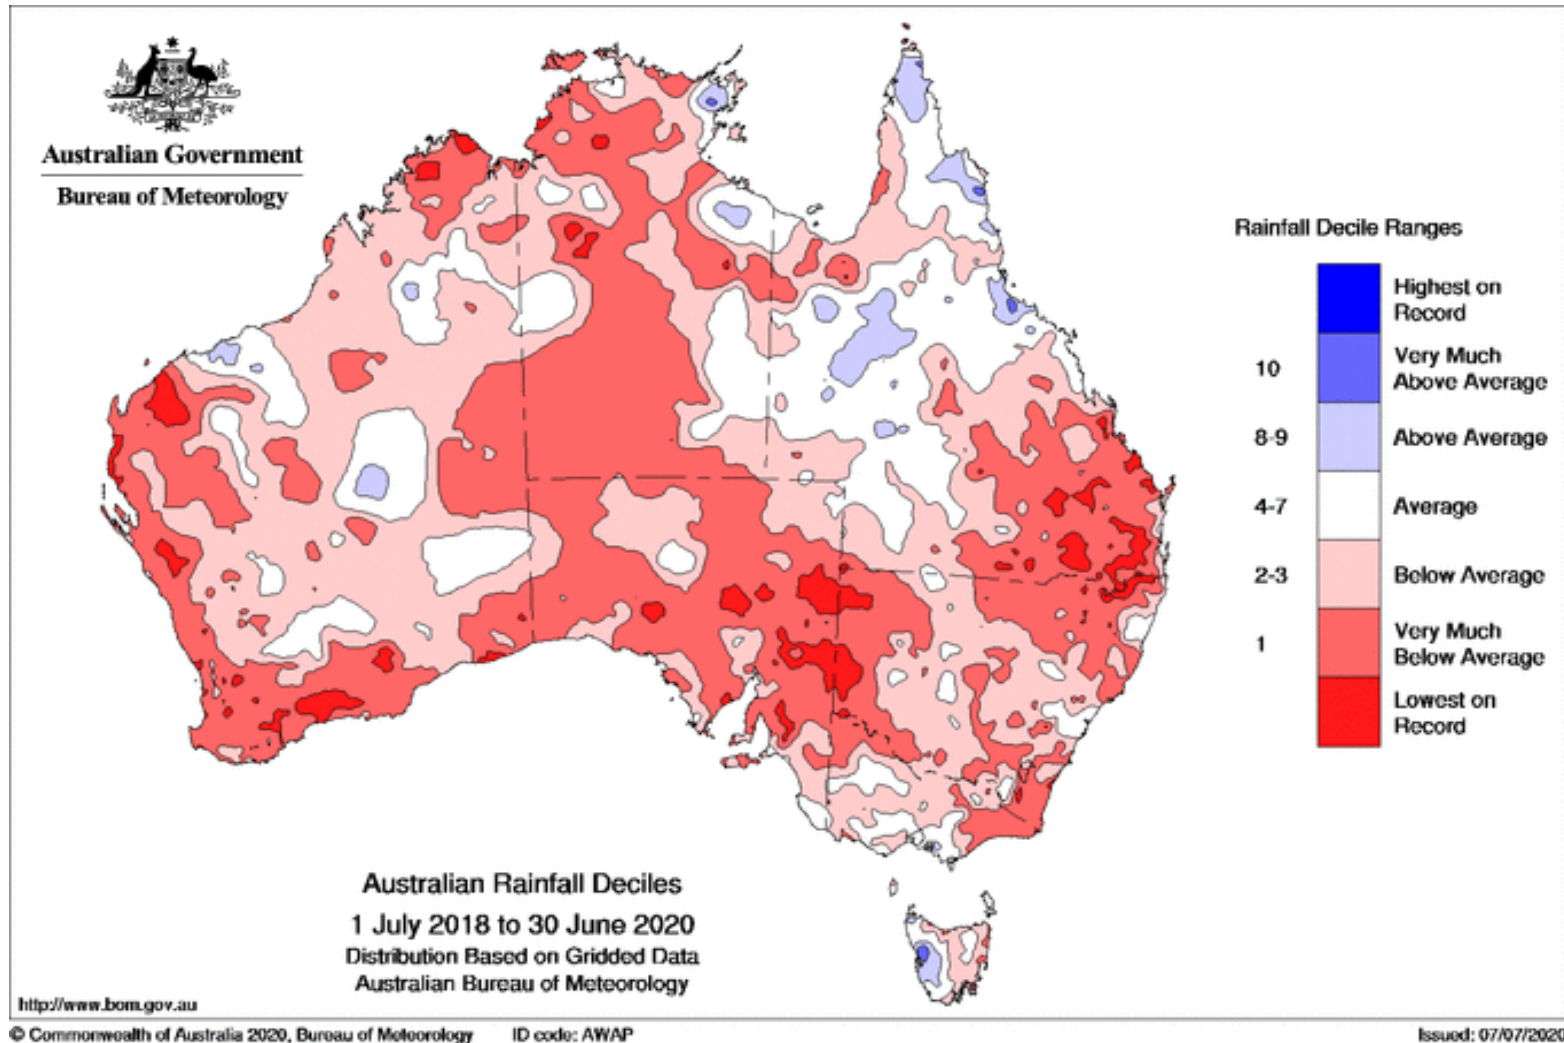 Australian Government
Bureau of Meteorology
Rainfall Decile Ranges
Highest on
Record
10
Very Much
Above Average
8-9
Above Average
4-7
Average
2-3
Below Average
1
Very Much
Below Average
Lowest on
Record
Australian Rainfall Deciles
1 July 2018 to 30 June 2020
Distribution Based on Gridded Data
Australian Bureau of Meteorology
http://www.bom.gov.au
© Commonwealth of Australia 2020, Bureau of Meteorology ID code: AWAP Issued: 07/07/2020